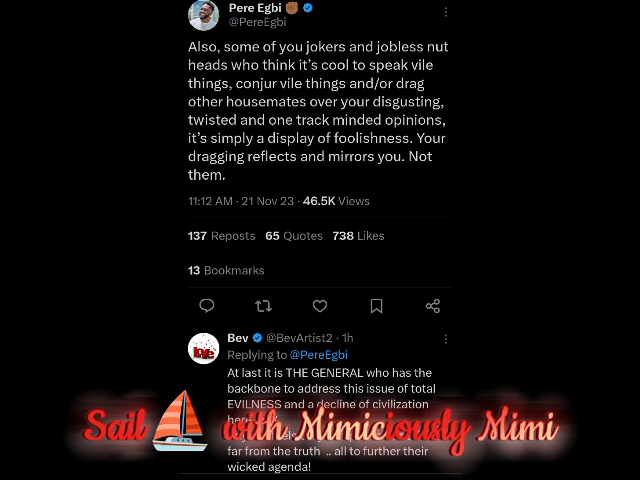 Pere Egbi
@PereEgbi
Also, some of you jokers and jobless nut
heads who think it's cool to speak vile
things, conjur vile things and/or drag
other housemates over your disgusting,
twisted and one track minded opinions,
it's simply a display of foolishness. Your
dragging reflects and mirrors you. Not
them.
11:12 AM · 21 Nov 23 · 46.5K Views
137 Reposts 65 Quotes 738 Likes
13 Bookmarks
Bev @BevArtist2 · 1h
Replying to @PereEgbi
At last it is THE GENERAL who has the
backbone to address this issue of total
EVILNESS and a decline of civilization
Sail with Mimiciously Mimi
far from the truth .. all to further their
wicked agenda!